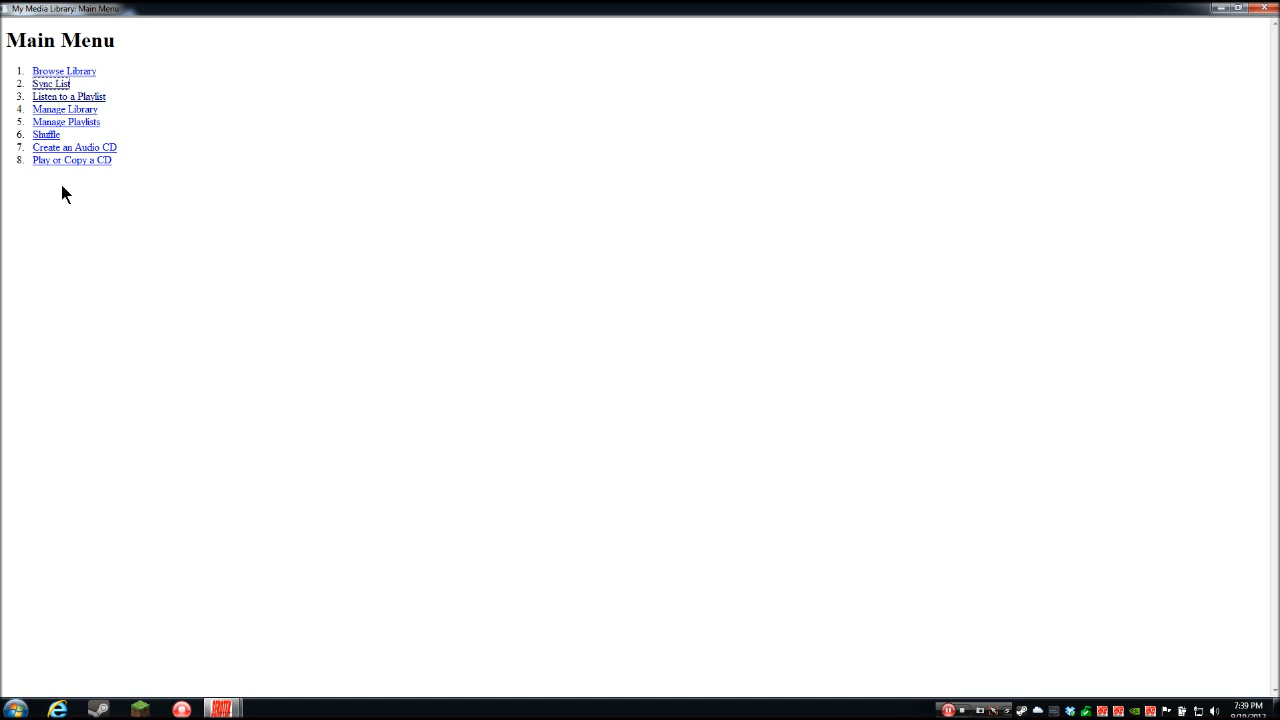 My Media Library: Main Menu
Main Menu
1. Browse Library
2. Sync List
3. Listen to a Playlist
4. Manage Library
5. Manage Playlists
6. Shuffle
7. Create an Audio CD
8. Play or Copy a CD
7:39 PM